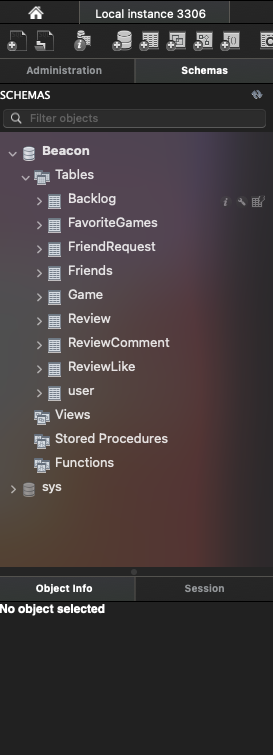 Local instance 3306
Administration
Schemas
SCHEMAS
Filter objects
Beacon
Tables
Backlog
FavoriteGames
FriendRequest
Friends
Game
Review
ReviewComment
ReviewLike
user
Views
Stored Procedures
Functions
sys
Object Info
Session
No object selected